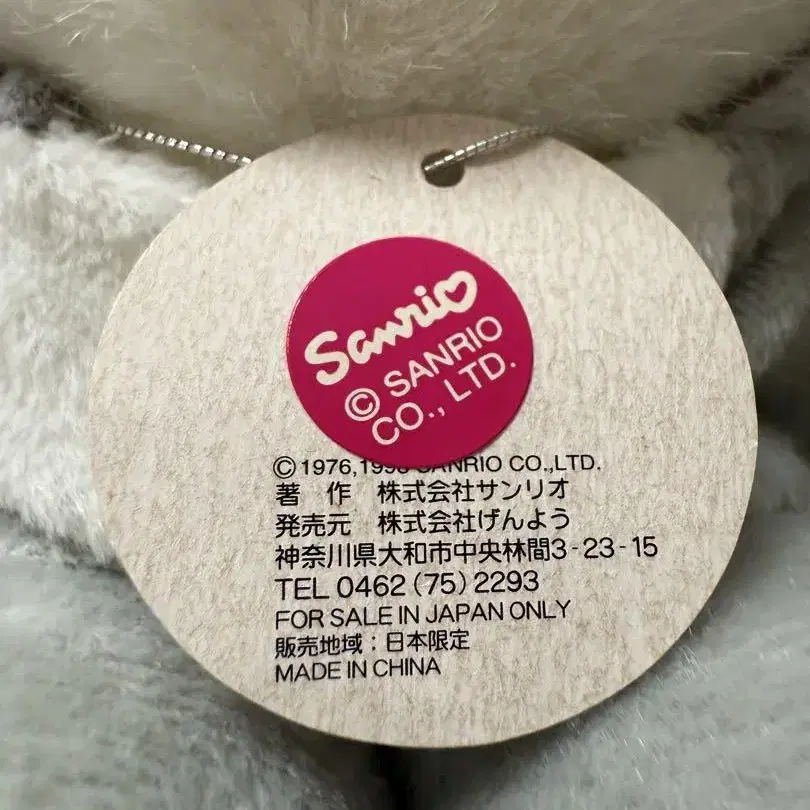 Sanrio
© SANRIO
CO., LTD.
© 1976, SANRIO CO.,LTD.
著 作 株式会社サンリオ
発売元 株式会社げんよう
神奈川県大和市中央林間3-23-15
TEL 0462(75)2293
FOR SALE IN JAPAN ONLY
販売地域：日本限定
MADE IN CHINA